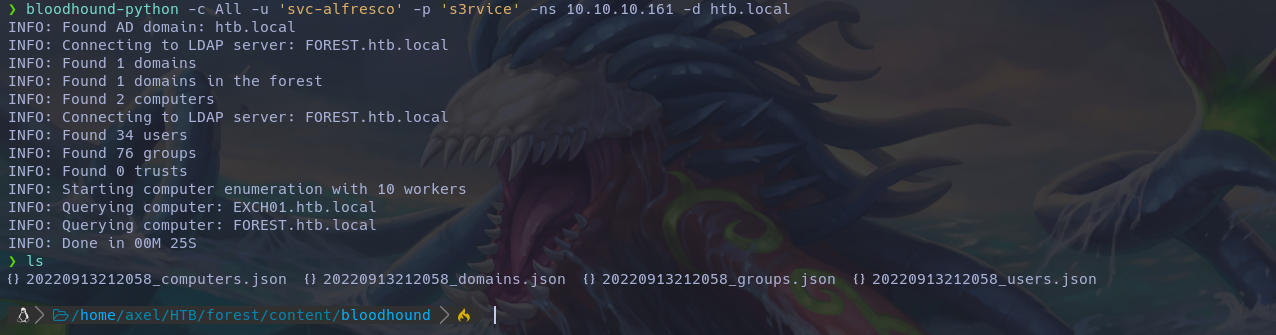 ❯ bloodhound-python -c All -u 'svc-alfresco' -p 's3rvice' -ns 10.10.10.161 -d htb.local
INFO: Found AD domain: htb.local
INFO: Connecting to LDAP server: FOREST.htb.local
INFO: Found 1 domains
INFO: Found 1 domains in the forest
INFO: Found 2 computers
INFO: Connecting to LDAP server: FOREST.htb.local
INFO: Found 34 users
INFO: Found 76 groups
INFO: Found 0 trusts
INFO: Starting computer enumeration with 10 workers
INFO: Querying computer: EXCH01.htb.local
INFO: Querying computer: FOREST.htb.local
INFO: Done in 00M 25S
❯ ls
{} 20220913212058_computers.json {} 20220913212058_domains.json {} 20220913212058_groups.json {} 20220913212058_users.json
/home/axel/HTB/forest/content/bloodhound